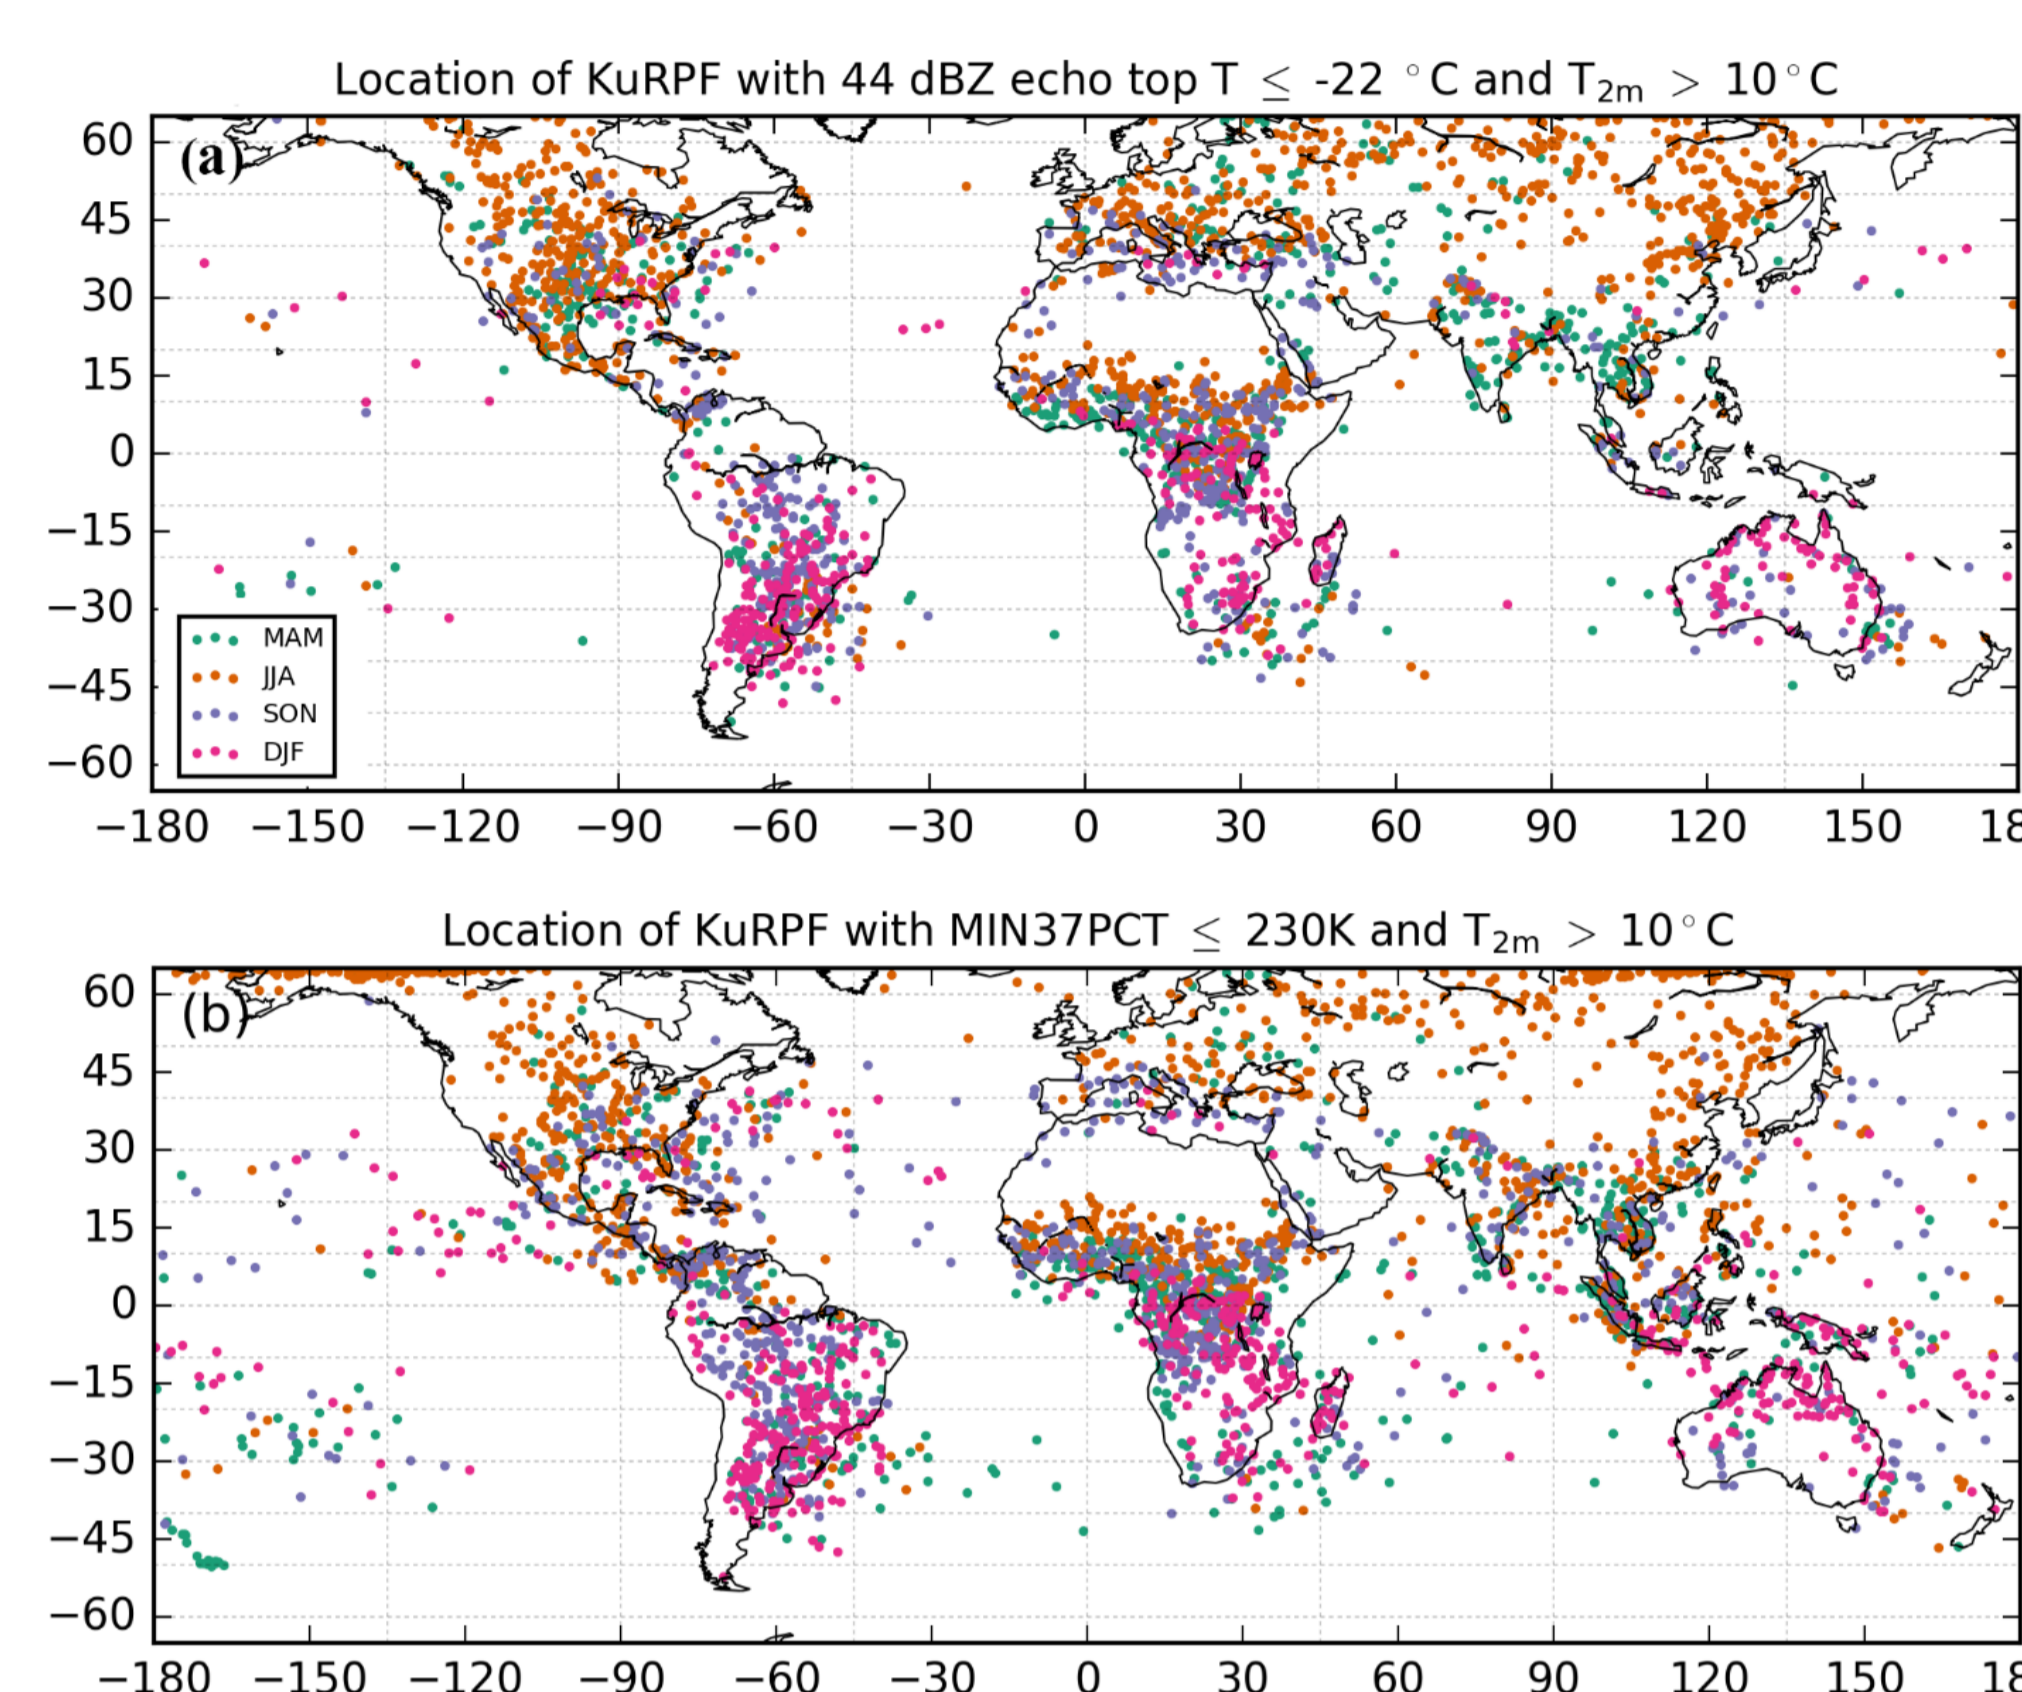 Location of KuRPF with 44 dBZ echo top T ≤ -22 °C and T2m > 10°C
(a)
60
45
30
15
0
−15
−30
−45
−60
MAM
JJA
SON
DJF
−180 −150 −120 −90 −60 −30 0 30 60 90 120 150 18
Location of KuRPF with MIN37PCT ≤ 230K and T2m > 10°C
(b)
60
45
30
15
0
−15
−30
−45
−60
−180 −150 −120 −90 −60 −30 0 30 60 90 120 150 18